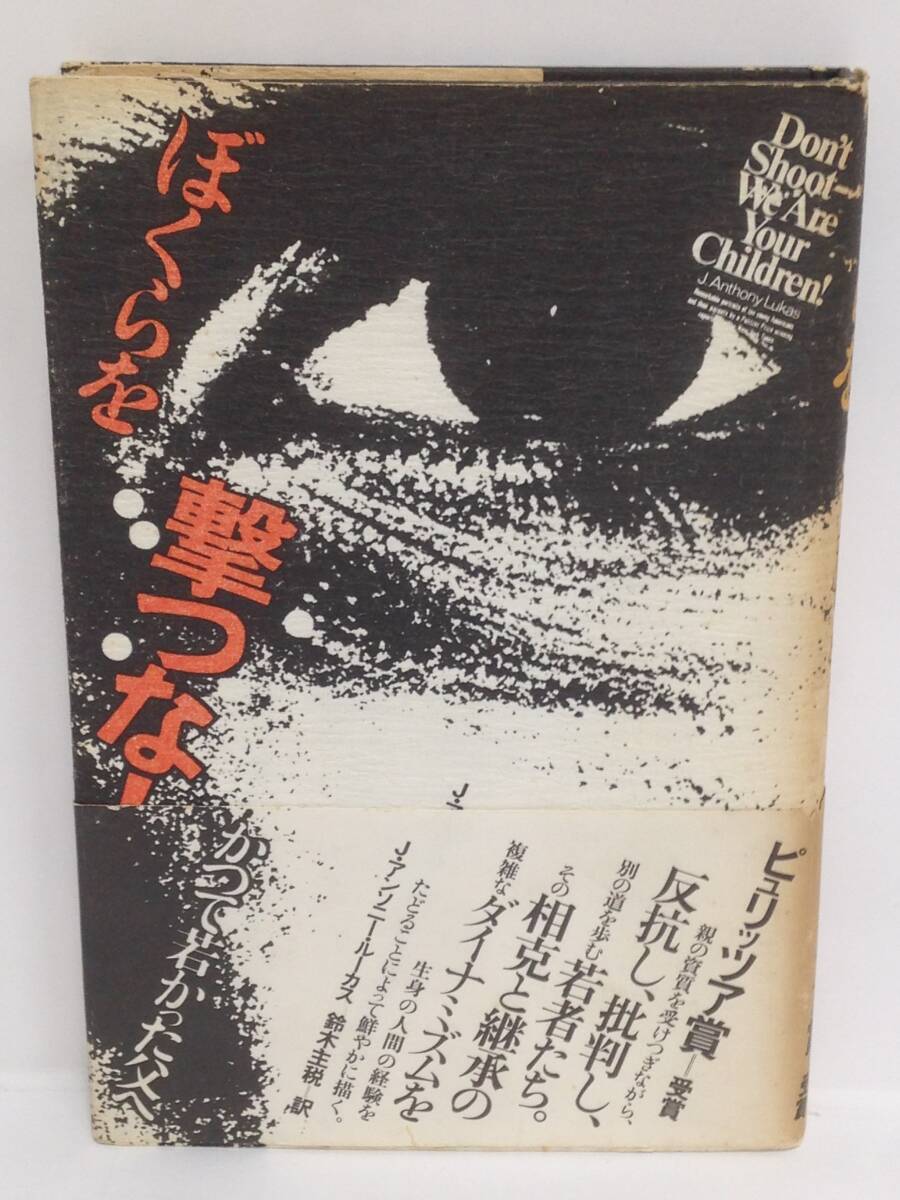 ぼくらを
撃つな!
Don't
Shoot—
We Are
Your
Children!
J. Anthony Lukas
かつて若かった父へ
ピュリッツア賞=受賞
親の資質を受けつぎながら、
反抗し、批判し、
別の道を歩む若者たち。
その相克と継承の
複雑なダイナミズムを
生身の人間の経験を
たどることによって鮮やかに描く。
J・アンソニー・ルーカス 鈴木主税=訳